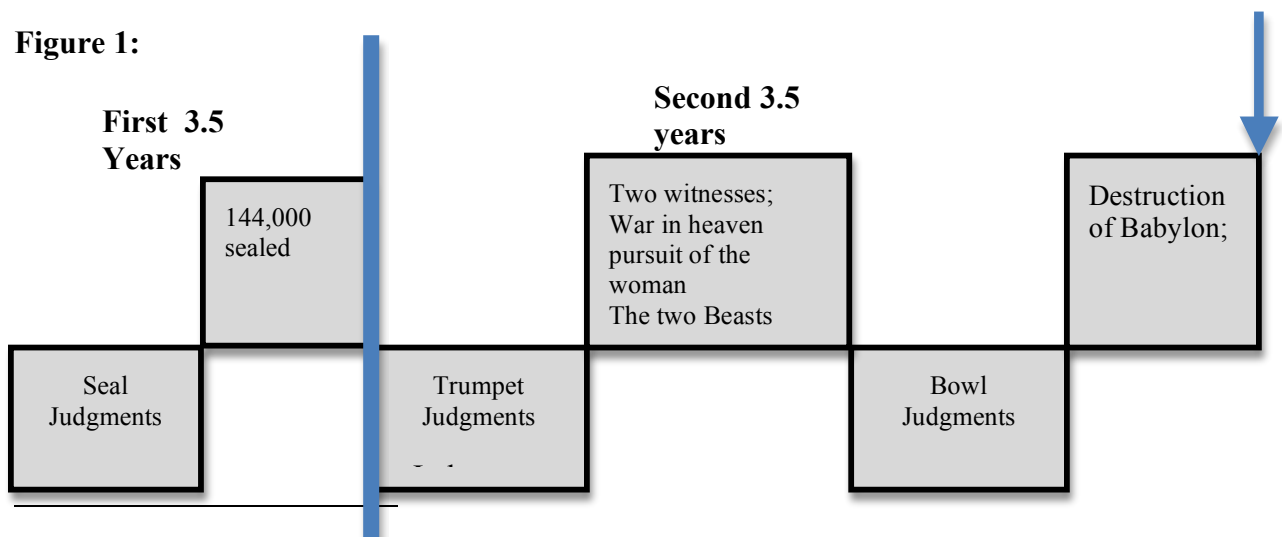 Figure 1:
First 3.5
Years
Second 3.5
years
144,000
sealed
Two witnesses;
War in heaven
pursuit of the
woman
The two Beasts
Destruction
of Babylon;
Seal
Judgments
Trumpet
Judgments
Bowl
Judgments